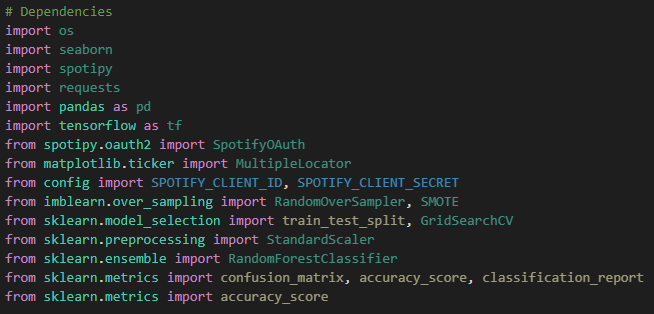 # Dependencies
import os
import seaborn
import spotipy
import requests
import pandas as pd
import tensorflow as tf
from spotipy.oauth2 import SpotifyOAuth
from matplotlib.ticker import MultipleLocator
from config import SPOTIFY_CLIENT_ID, SPOTIFY_CLIENT_SECRET
from imblearn.over_sampling import RandomOverSampler, SMOTE
from sklearn.model_selection import train_test_split, GridSearchCV
from sklearn.preprocessing import StandardScaler
from sklearn.ensemble import RandomForestClassifier
from sklearn.metrics import confusion_matrix, accuracy_score, classification_report
from sklearn.metrics import accuracy_score